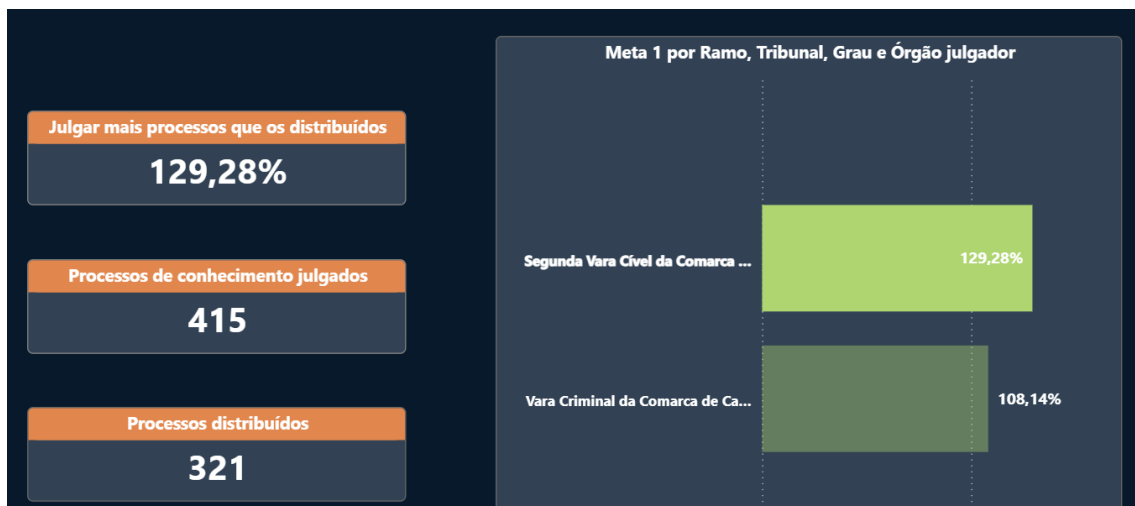 Julgar mais processos que os distribuídos
129,28%
Processos de conhecimento julgados
415
Processos distribuídos
321
Meta 1 por Ramo, Tribunal, Grau e Órgão julgador
Segunda Vara Cível da Comarca ...
129,28%
Vara Criminal da Comarca de Ca...
108,14%